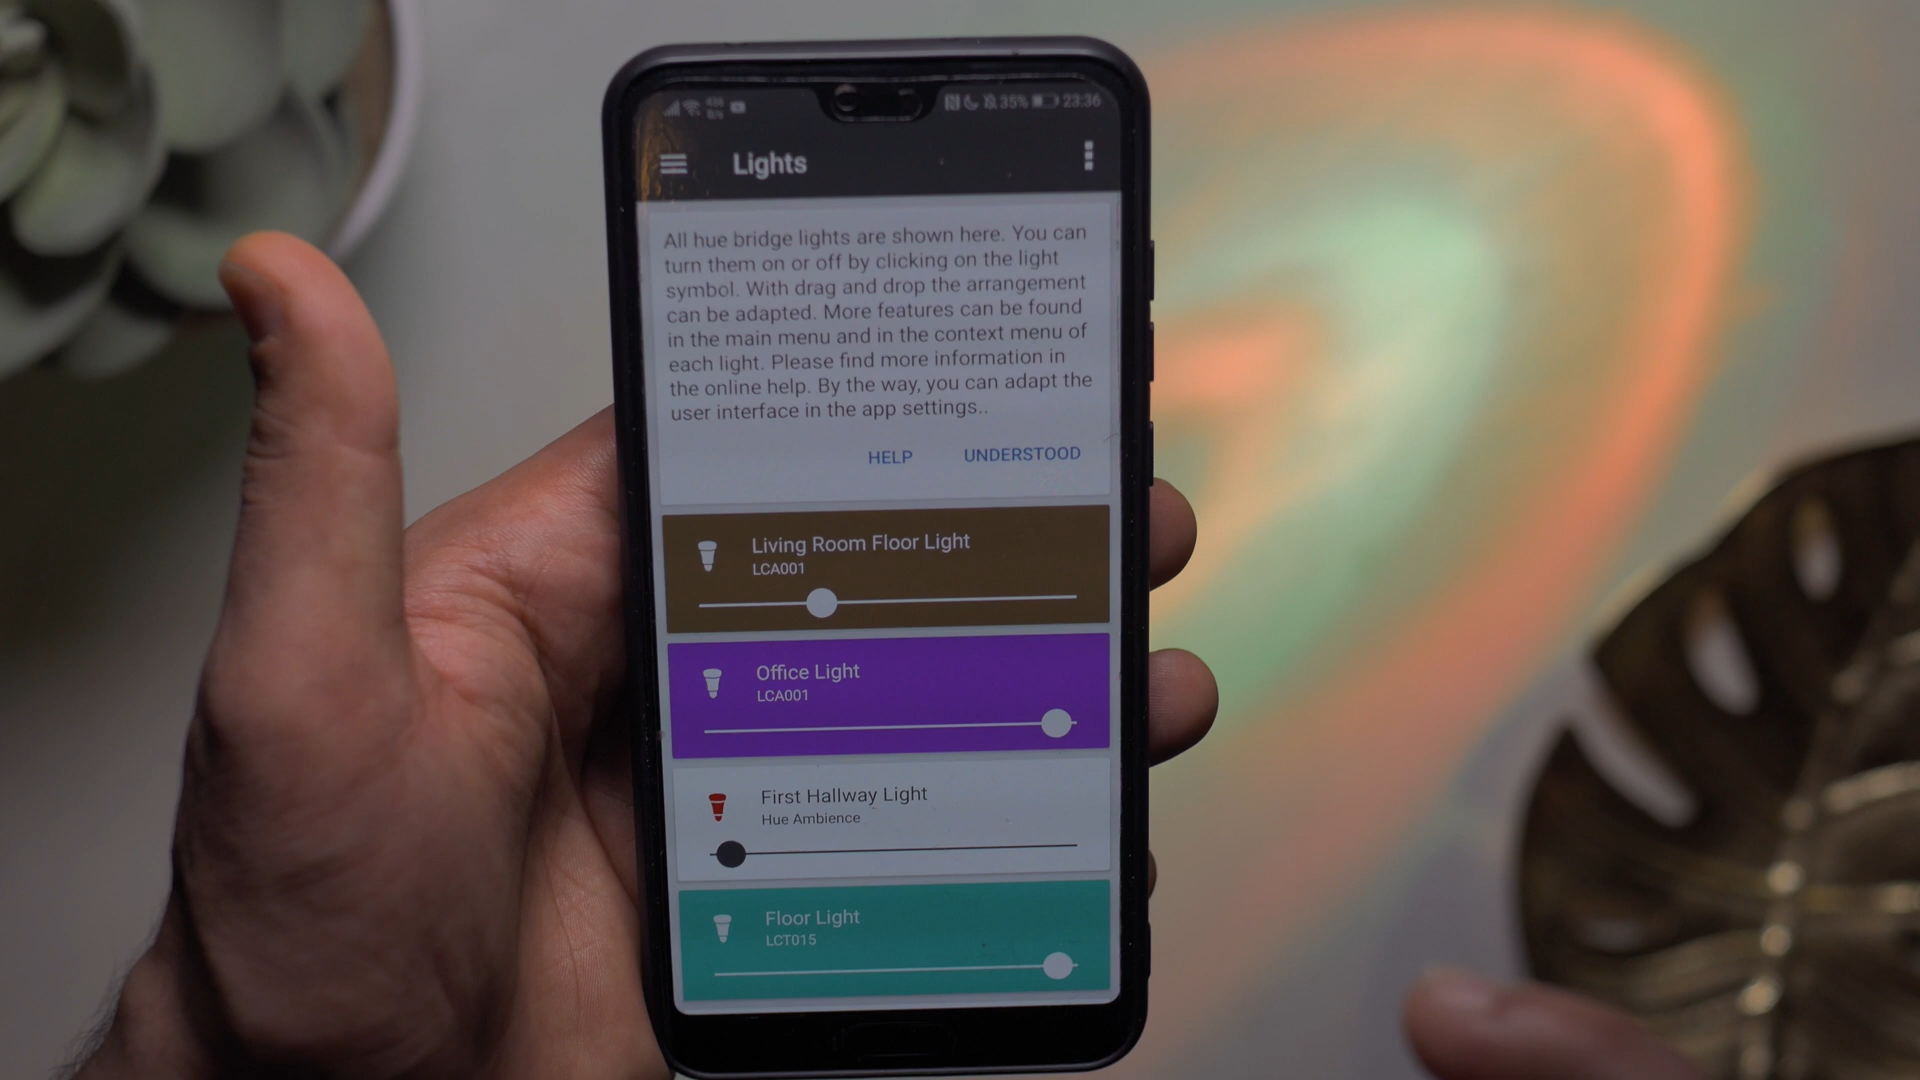 35% 23:36
Lights
All hue bridge lights are shown here. You can
turn them on or off by clicking on the light
symbol. With drag and drop the arrangement
can be adapted. More features can be found
in the main menu and in the context menu of
each light. Please find more information in
the online help. By the way, you can adapt the
user interface in the app settings..
HELP UNDERSTOOD
Living Room Floor Light
LCA001
Office Light
LCA001
First Hallway Light
Hue Ambience
Floor Light
LCT015